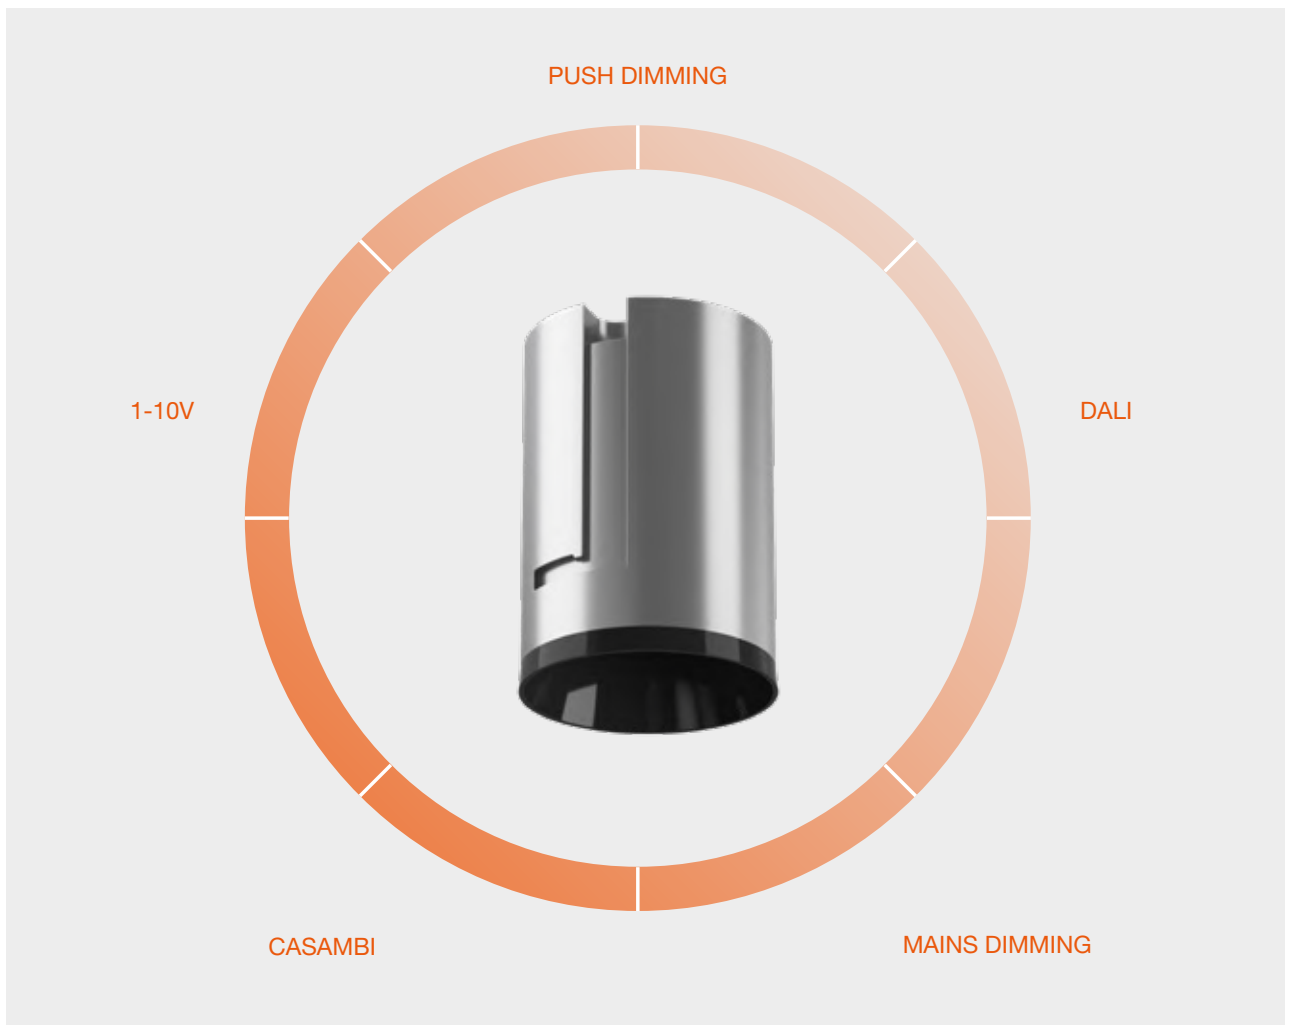 PUSH DIMMING
1-10V
DALI
CASAMBI
MAINS DIMMING